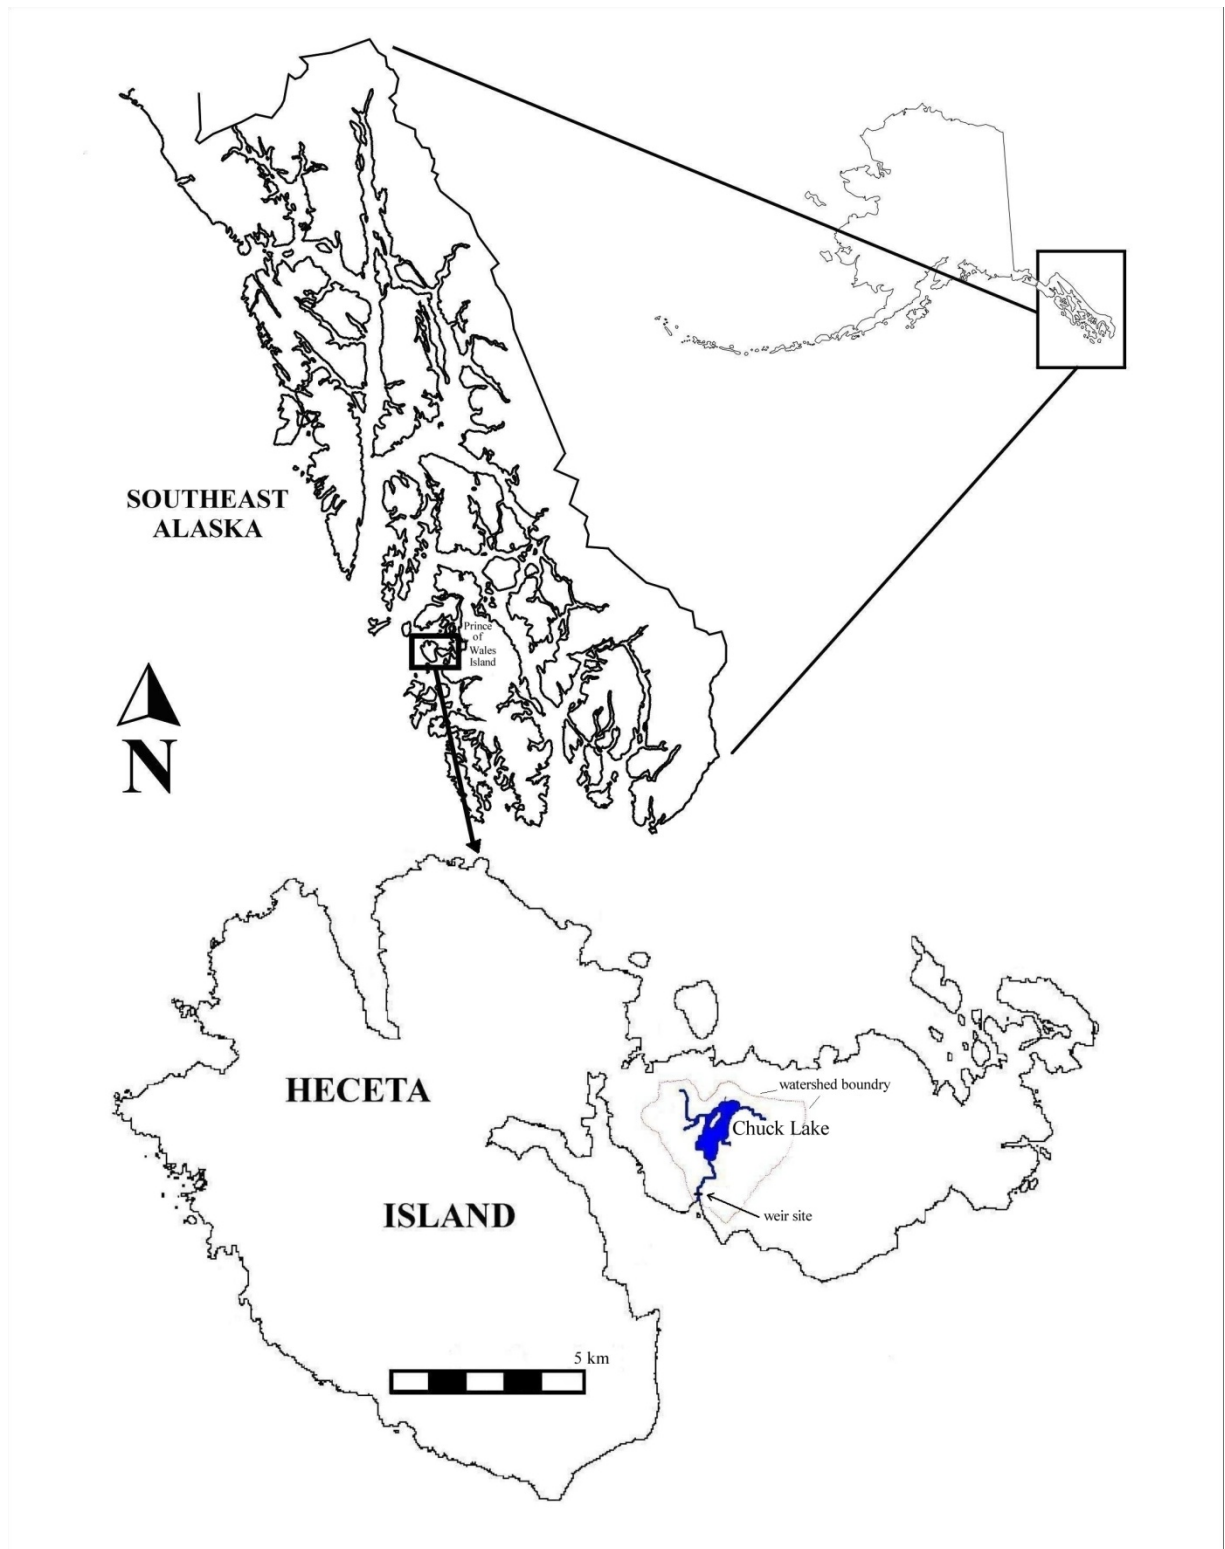 SOUTHEAST
ALASKA
Prince
of
Wales
Island
N
HECETA
ISLAND
watershed boundry
Chuck Lake
weir site
5 km